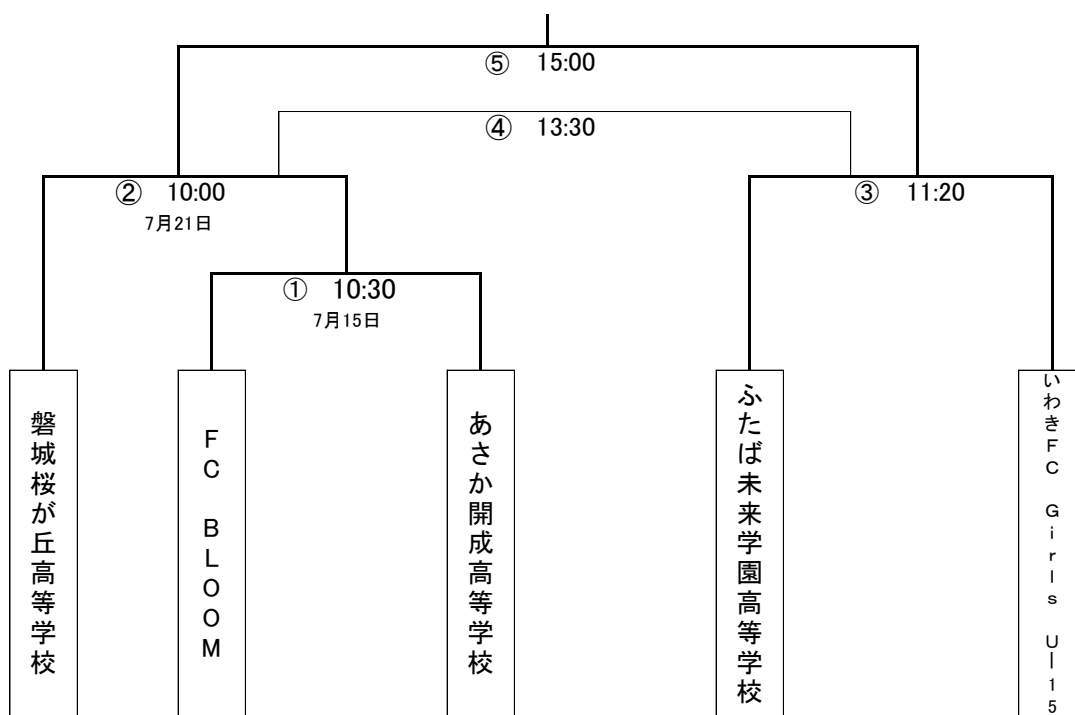 ⑤ 15:00
④ 13:30
② 10:00
7月21日
③ 11:20
① 10:30
7月15日
磐城桜が丘高等学校
ＦＣ　ＢＬＯＯＭ
あさか開成高等学校
ふたば未来学園高等学校
いわきＦＣ　Ｇｉｒｌｓ　Ｕ－１５